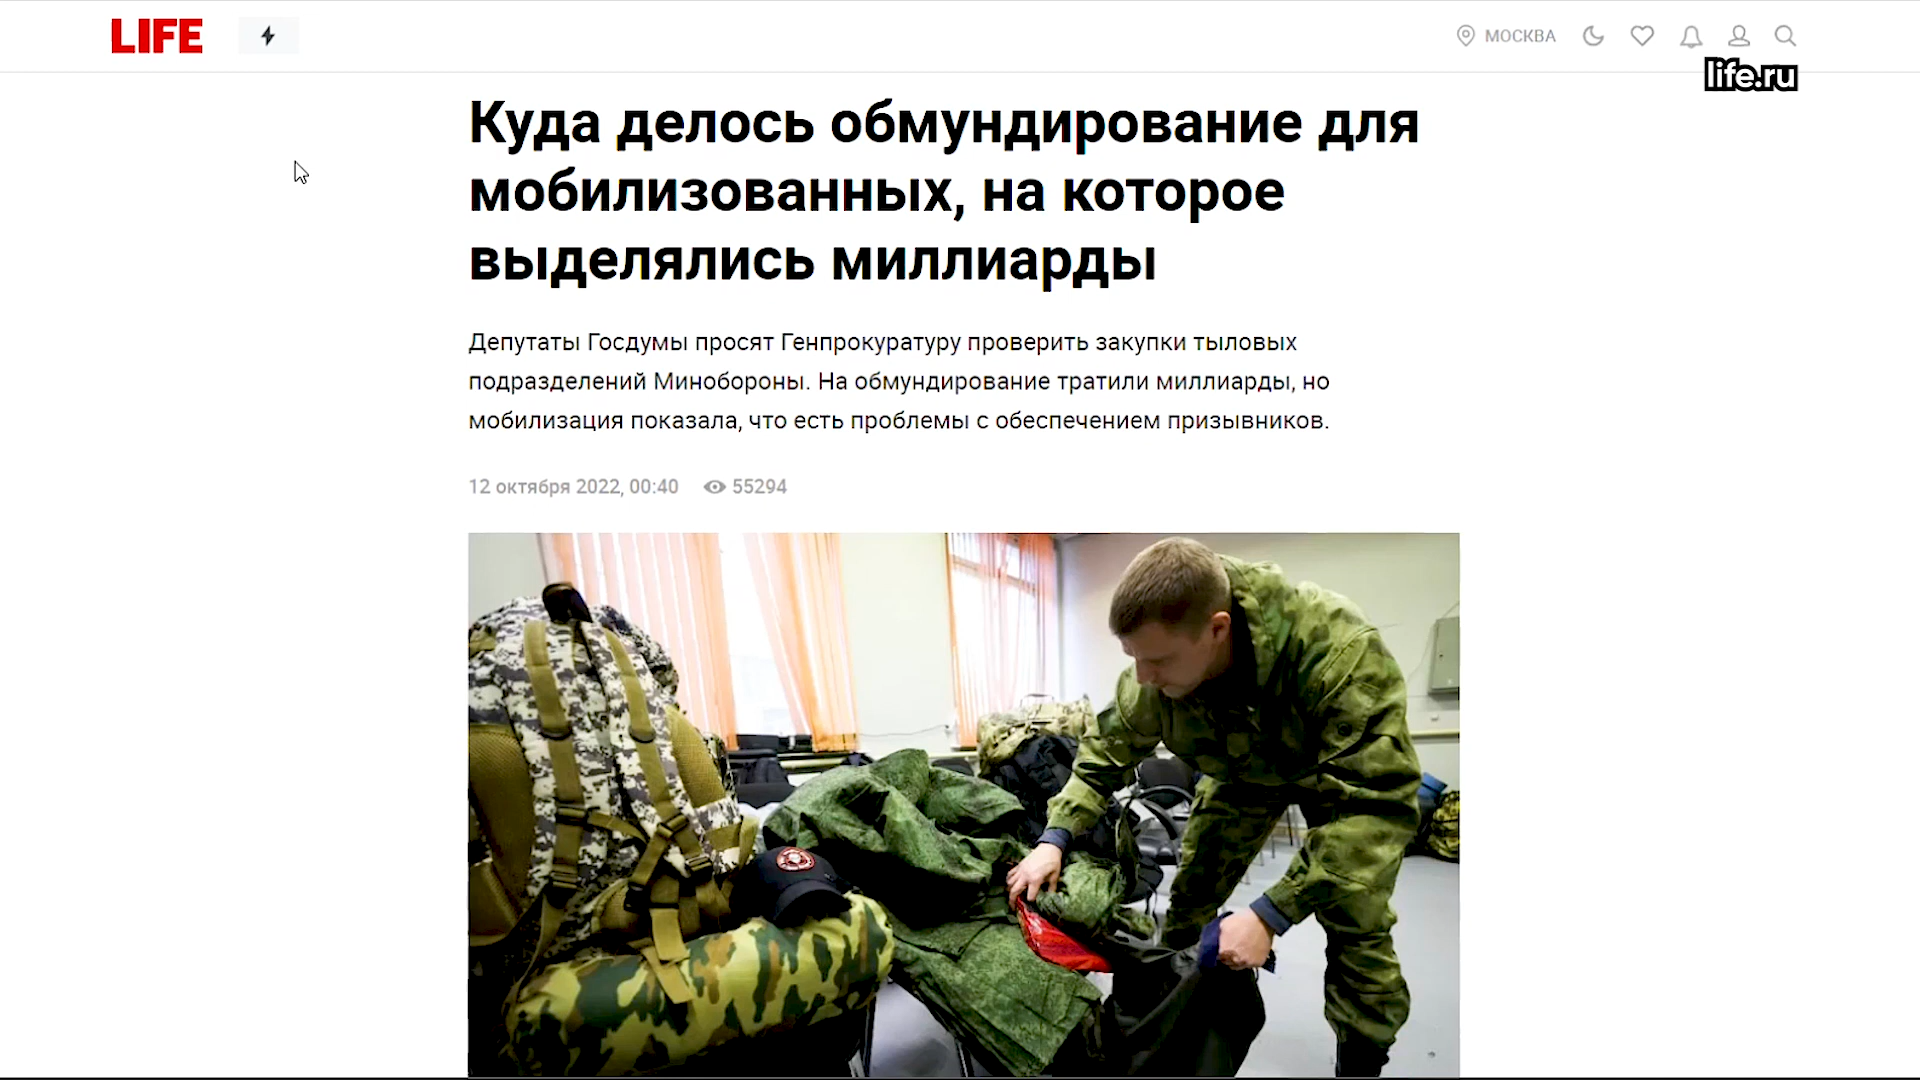 LIFE
МОСКВА
life.ru
Куда делось обмундирование для
мобилизованных, на которое
выделялись миллиарды
Депутаты Госдумы просят Генпрокуратуру проверить закупки тыловых
подразделений Минобороны. На обмундирование тратили миллиарды, но
мобилизация показала, что есть проблемы с обеспечением призывников.
12 октября 2022, 00:40 55294